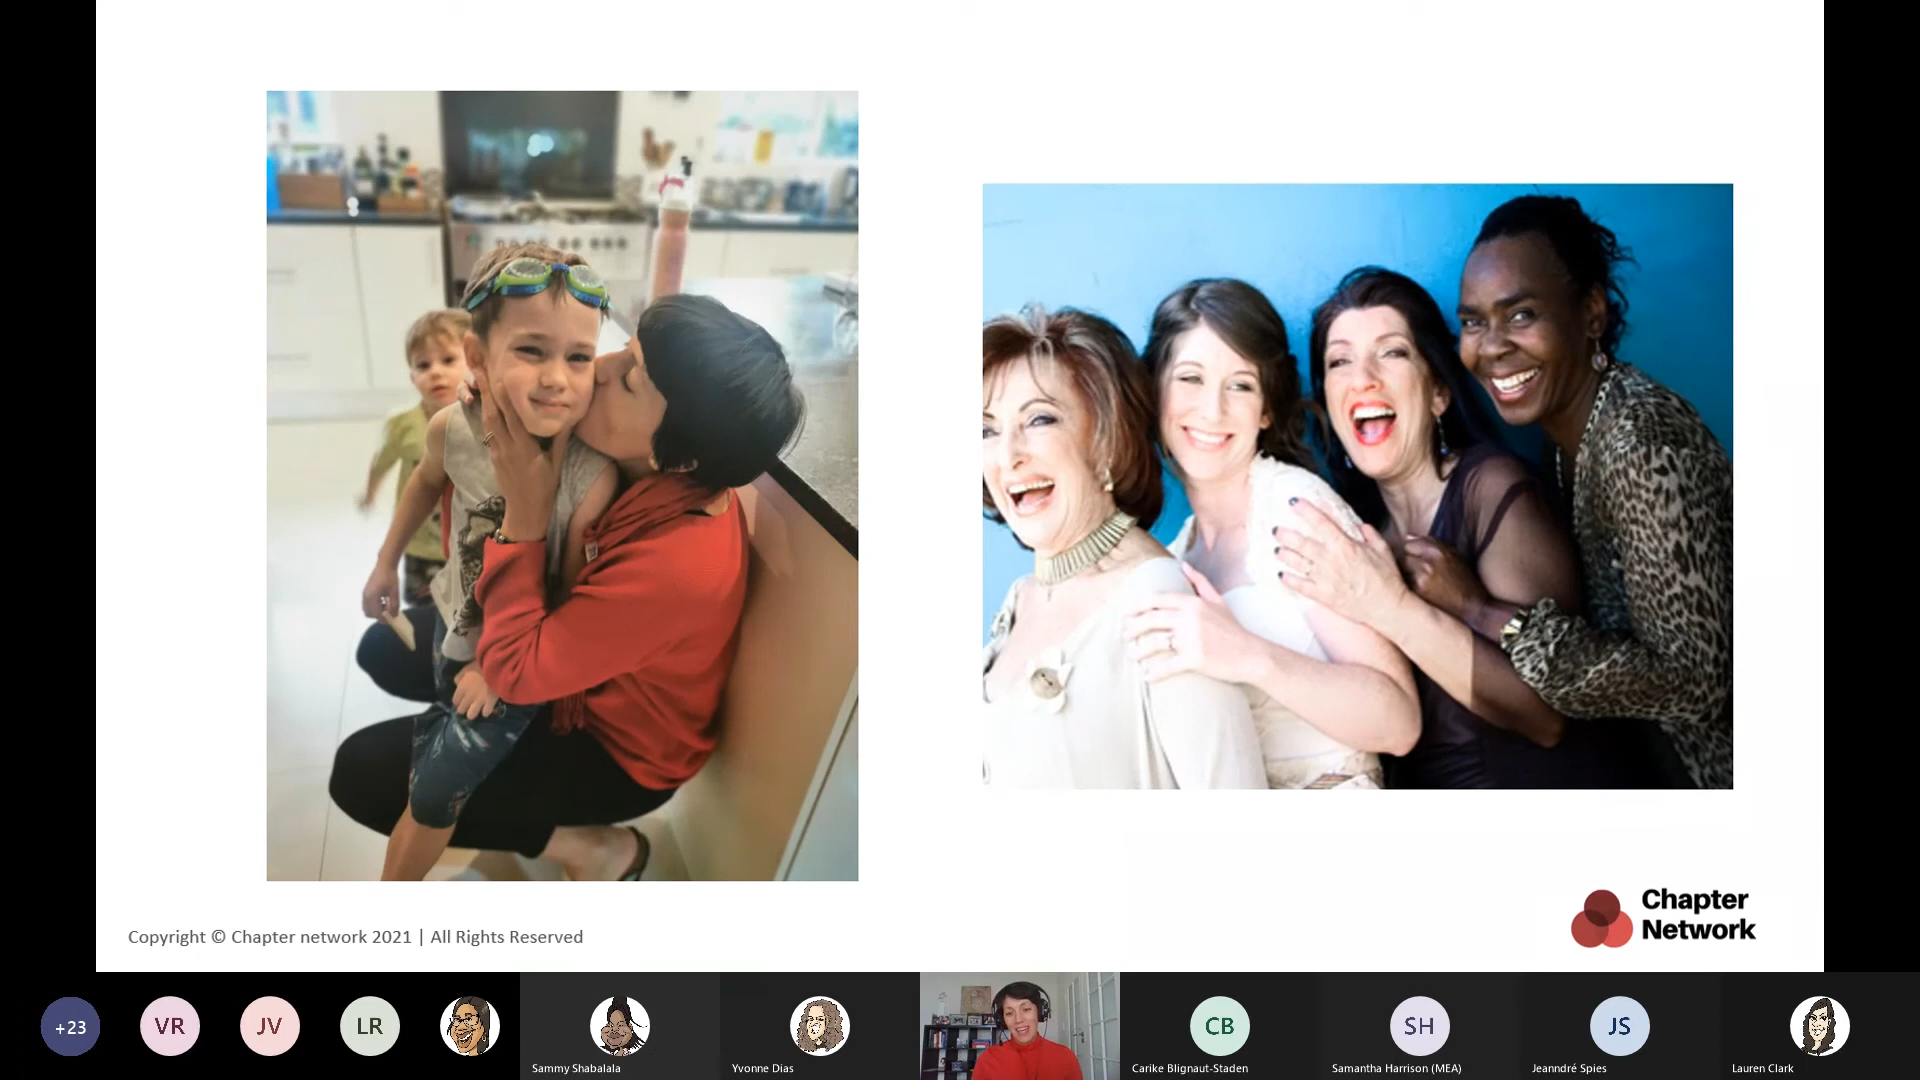 Copyright © Chapter network 2021 | All Rights Reserved
Chapter
Network
+23
VR
JV
LR
CB
SH
JS
Sammy Shabalala
Yvonne Dias
Carike Blignaut-Staden
Samantha Harrison (MEA)
Jeanndré Spies
Lauren Clark